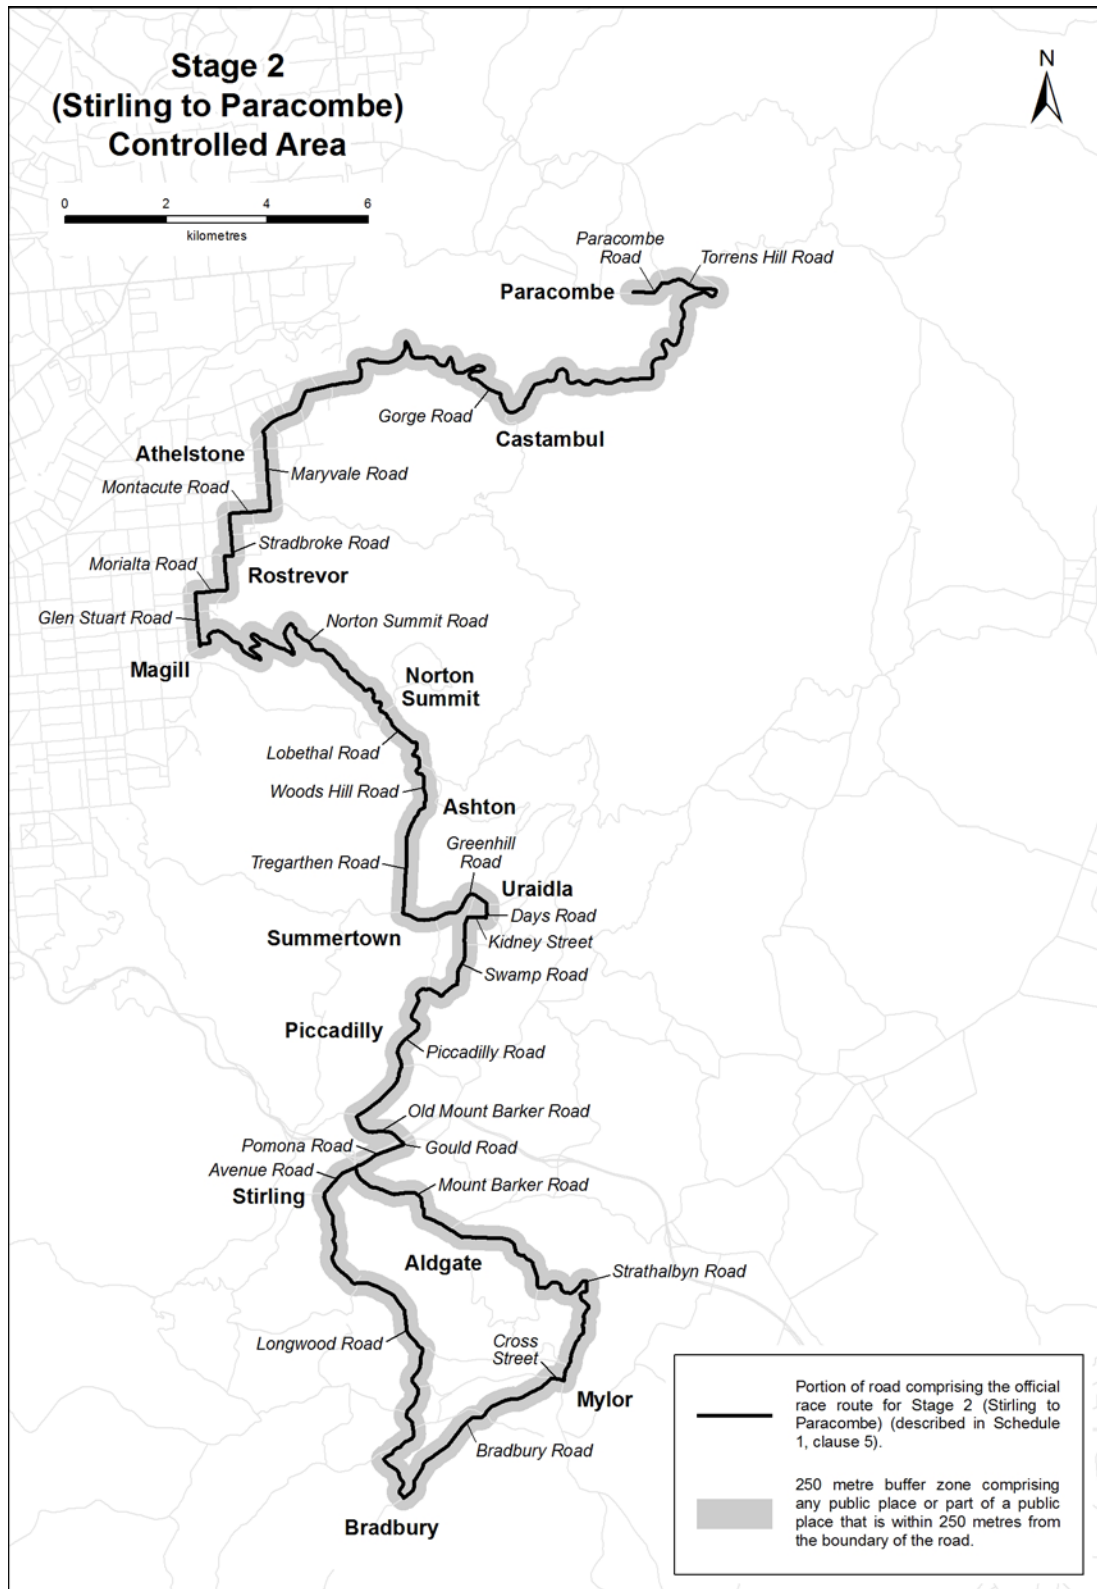 Stage 2
(Stirling to Paracombe)
Controlled Area
N
0 2 4 6
kilometres
Paracombe
Road
Torrens Hill Road
Paracombe
Gorge Road
Castambul
Athelstone
Maryvale Road
Montacute Road
Stradbroke Road
Morialta Road
Rostrevor
Glen Stuart Road
Norton Summit Road
Magill
Norton
Summit
Lobethal Road
Woods Hill Road
Ashton
Greenhill
Road
Tregarthen Road
Uraidla
Days Road
Summertown
Kidney Street
Swamp Road
Piccadilly
Piccadilly Road
Old Mount Barker Road
Pomona Road
Gould Road
Avenue Road
Stirling
Mount Barker Road
Aldgate
Strathalbyn Road
Longwood Road
Cross
Street
Mylor
Bradbury Road
Bradbury
Portion of road comprising the official
race route for Stage 2 (Stirling to
Paracombe) (described in Schedule
1, clause 5).
250 metre buffer zone comprising
any public place or part of a public
place that is within 250 metres from
the boundary of the road.